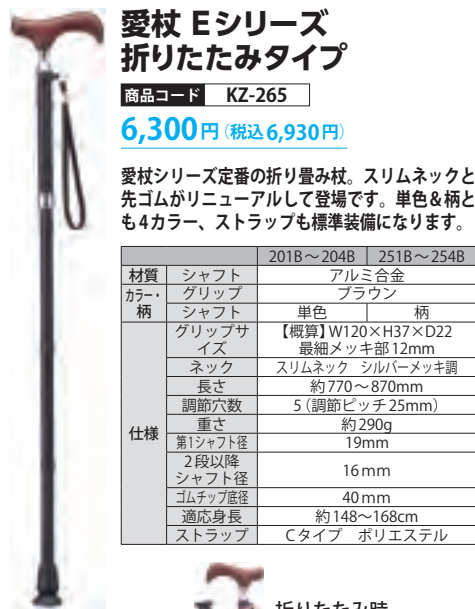 愛杖 Eシリーズ
折りたたみタイプ
商品コード KZ-265
6,300円(税込6,930円)
愛杖シリーズ定番の折り畳み杖。スリムネックと
先ゴムがリニューアルして登場です。単色&柄と
も4カラー、ストラップも標準装備になります。
201B～204B 251B～254B
材質 シャフト アルミ合金
カラー・柄 グリップ ブラウン
シャフト 単色 柄
仕様 グリップサイズ 【概算】W120×H37×D22
最細メッキ部12mm
ネック スリムネック シルバーメッキ調
長さ 約770～870mm
調節穴数 5(調節ピッチ25mm)
重さ 約290g
第1シャフト径 19mm
2段以降
シャフト径 16mm
ゴムチップ底径 40mm
適応身長 約148～168cm
ストラップ Cタイプ ポリエステル
折りたたみ時